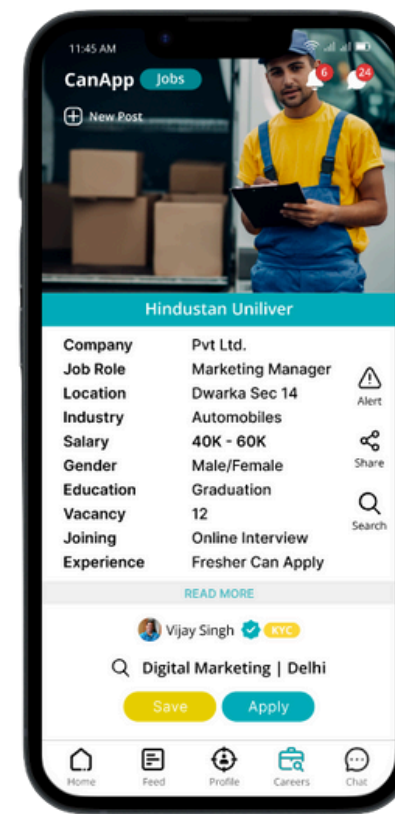 11:45 AM
CanApp Jobs
6
24
New Post
Hindustan Uniliver
Company Pvt Ltd.
Job Role Marketing Manager
Location Dwarka Sec 14
Industry Automobiles
Salary 40K - 60K
Gender Male/Female
Education Graduation
Vacancy 12
Joining Online Interview
Experience Fresher Can Apply
Alert
Share
Search
READ MORE
Vijay Singh KYC
Digital Marketing | Delhi
Save Apply
Home Feed Profile Careers Chat